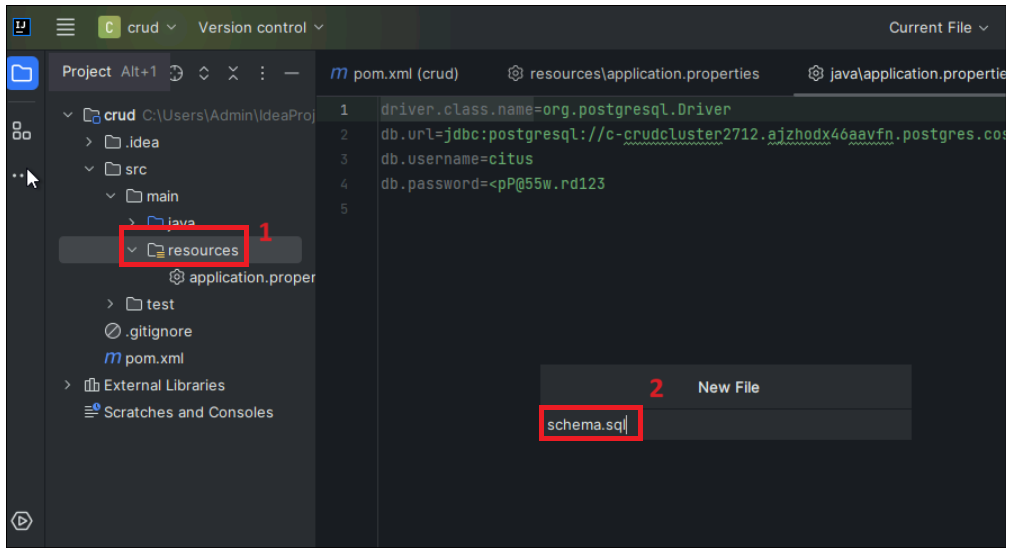 IJ
C crud Version control Current File
Project Alt+1
m pom.xml (crud) resources\application.properties java\application.propertie
crud C:\Users\Admin\IdeaProj
.idea
src
main
java
resources
application.proper
test
.gitignore
m pom.xml
External Libraries
Scratches and Consoles
1
1 driver.class.name=org.postgresql.Driver
2 db.url=jdbc:postgresql://c-crudcluster2712.ajzhodx46aavfn.postgres.cos
3 db.username=citus
4 db.password=<pP@55w.rd123
5
2
New File
schema.sql